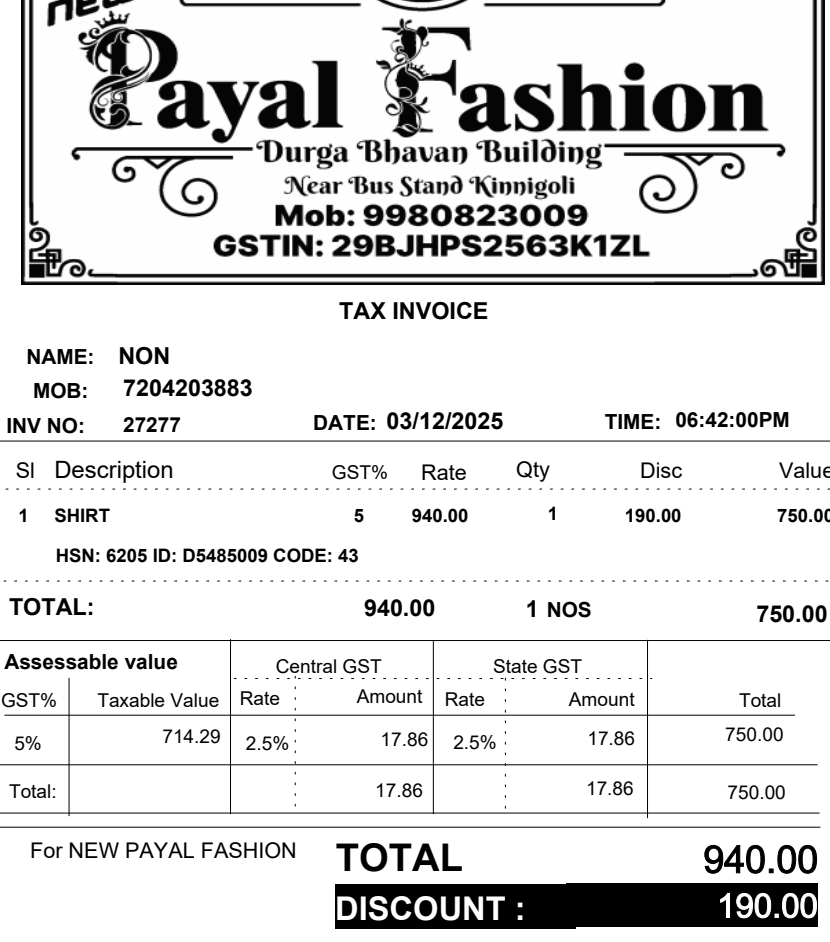 new
Payal Fashion
Durga Bhavan Building
Near Bus Stand Kinnigoli
Mob: 9980823009
GSTIN: 29BJHPS2563K1ZL
TAX INVOICE
NAME: NON
MOB: 7204203883
INV NO: 27277 DATE: 03/12/2025 TIME: 06:42:00PM
Sl Description GST% Rate Qty Disc Value
1 SHIRT 5 940.00 1 190.00 750.00
HSN: 6205 ID: D5485009 CODE: 43
TOTAL: 940.00 1 NOS 750.00
Assessable value Central GST State GST
GST% Taxable Value Rate Amount Rate Amount Total
5% 714.29 2.5% 17.86 2.5% 17.86 750.00
Total: 17.86 17.86 750.00
For NEW PAYAL FASHION TOTAL 940.00
DISCOUNT : 190.00